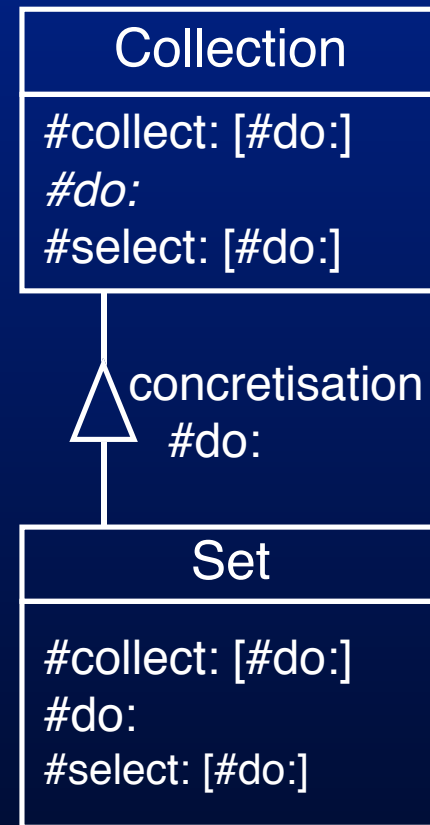 Collection
#collect: [#do:]
#do:
#select: [#do:]
concretisation
#do:
Set
#collect: [#do:]
#do:
#select: [#do:]